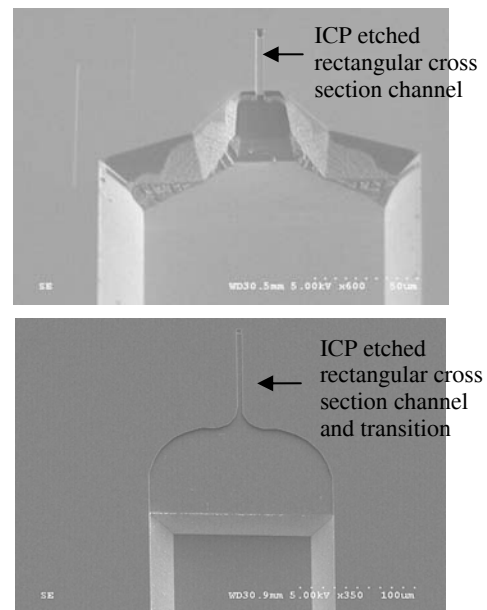 ICP etched
rectangular cross
section channel
SE
WD30.5mm 5.00kV x600
50um
ICP etched
rectangular cross
section channel
and transition
SE
WD30.9mm 5.00kV x350
100um